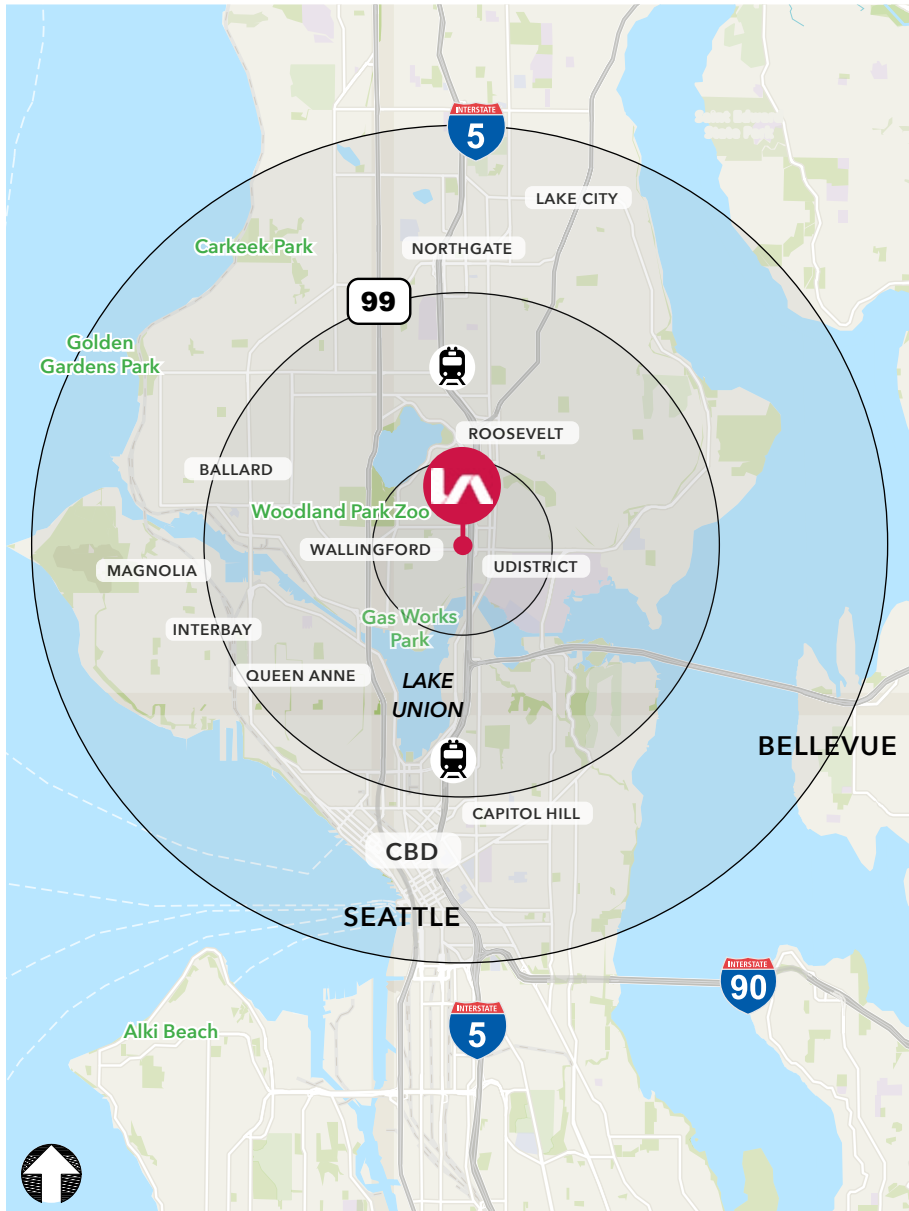 INTERSTATE
5
LAKE CITY
Carkeek Park
NORTHGATE
99
Golden
Gardens Park
ROOSEVELT
BALLARD
Woodland Park Zoo
WALLINGFORD
UDISTRICT
MAGNOLIA
Gas Works
Park
INTERBAY
QUEEN ANNE
LAKE
UNION
BELLEVUE
CAPITOL HILL
CBD
SEATTLE
INTERSTATE
90
INTERSTATE
5
Alki Beach